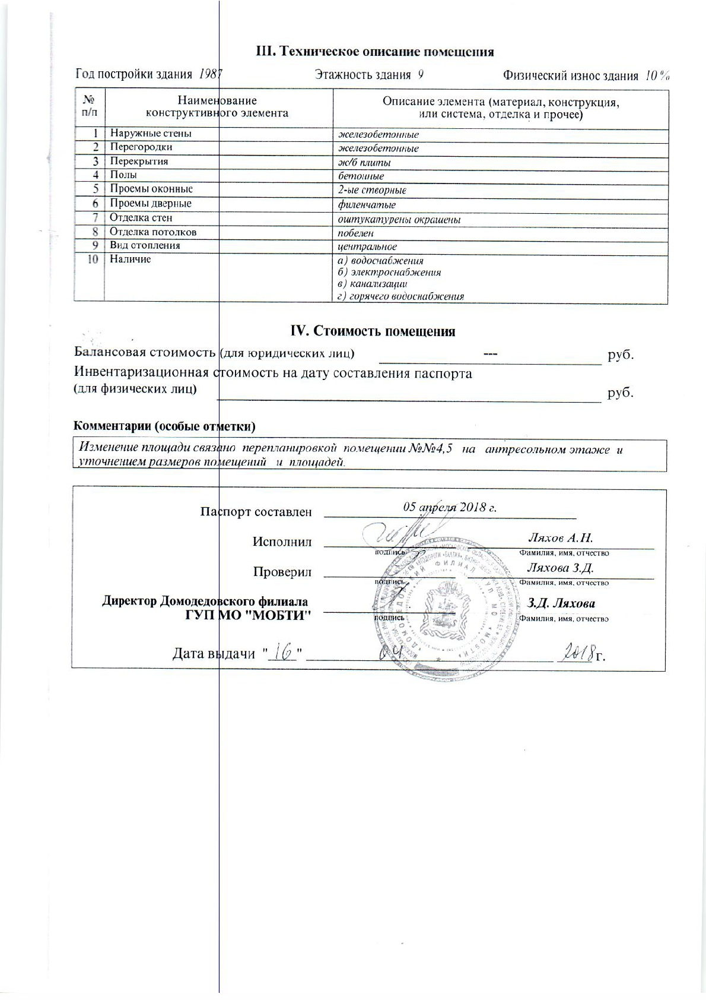 III. Техническое описание помещения
Год постройки здания 1987 Этажность здания 9 Физический износ здания 10%
№ п/п Наименование конструктивного элемента Описание элемента (материал, конструкция, или система, отделка и прочее)
1 Наружные стены железобетонные
2 Перегородки железобетонные
3 Перекрытия ж/б плиты
4 Полы бетонные
5 Проемы оконные 2-ые створные
6 Проемы дверные филенчатые
7 Отделка стен оштукатурены окрашены
8 Отделка потолков побелен
9 Вид отопления центральное
10 Наличие а) водоснабжения
б) электроснабжения
в) канализации
г) горячего водоснабжения
IV. Стоимость помещения
Балансовая стоимость (для юридических лиц) --- руб.
Инвентаризационная стоимость на дату составления паспорта
(для физических лиц) руб.
Комментарии (особые отметки)
Изменение площади связано перепланировкой помещении №№4,5 на антресольном этаже и
уточнением размеров помещений и площадей.
Паспорт составлен 05 апреля 2018 г.
Исполнил Ляхов А.Н.
подпись Фамилия, имя, отчество
Проверил Ляхова З.Д.
подпись Фамилия, имя, отчество
Директор Домодедовского филиала
ГУП МО "МОБТИ" З.Д. Ляхова
подпись Фамилия, имя, отчество
Дата выдачи "16" 04 2018 г.
ДОМОДЕДОВСКИЙ ФИЛИАЛ ГУП МО «МОБТИ»